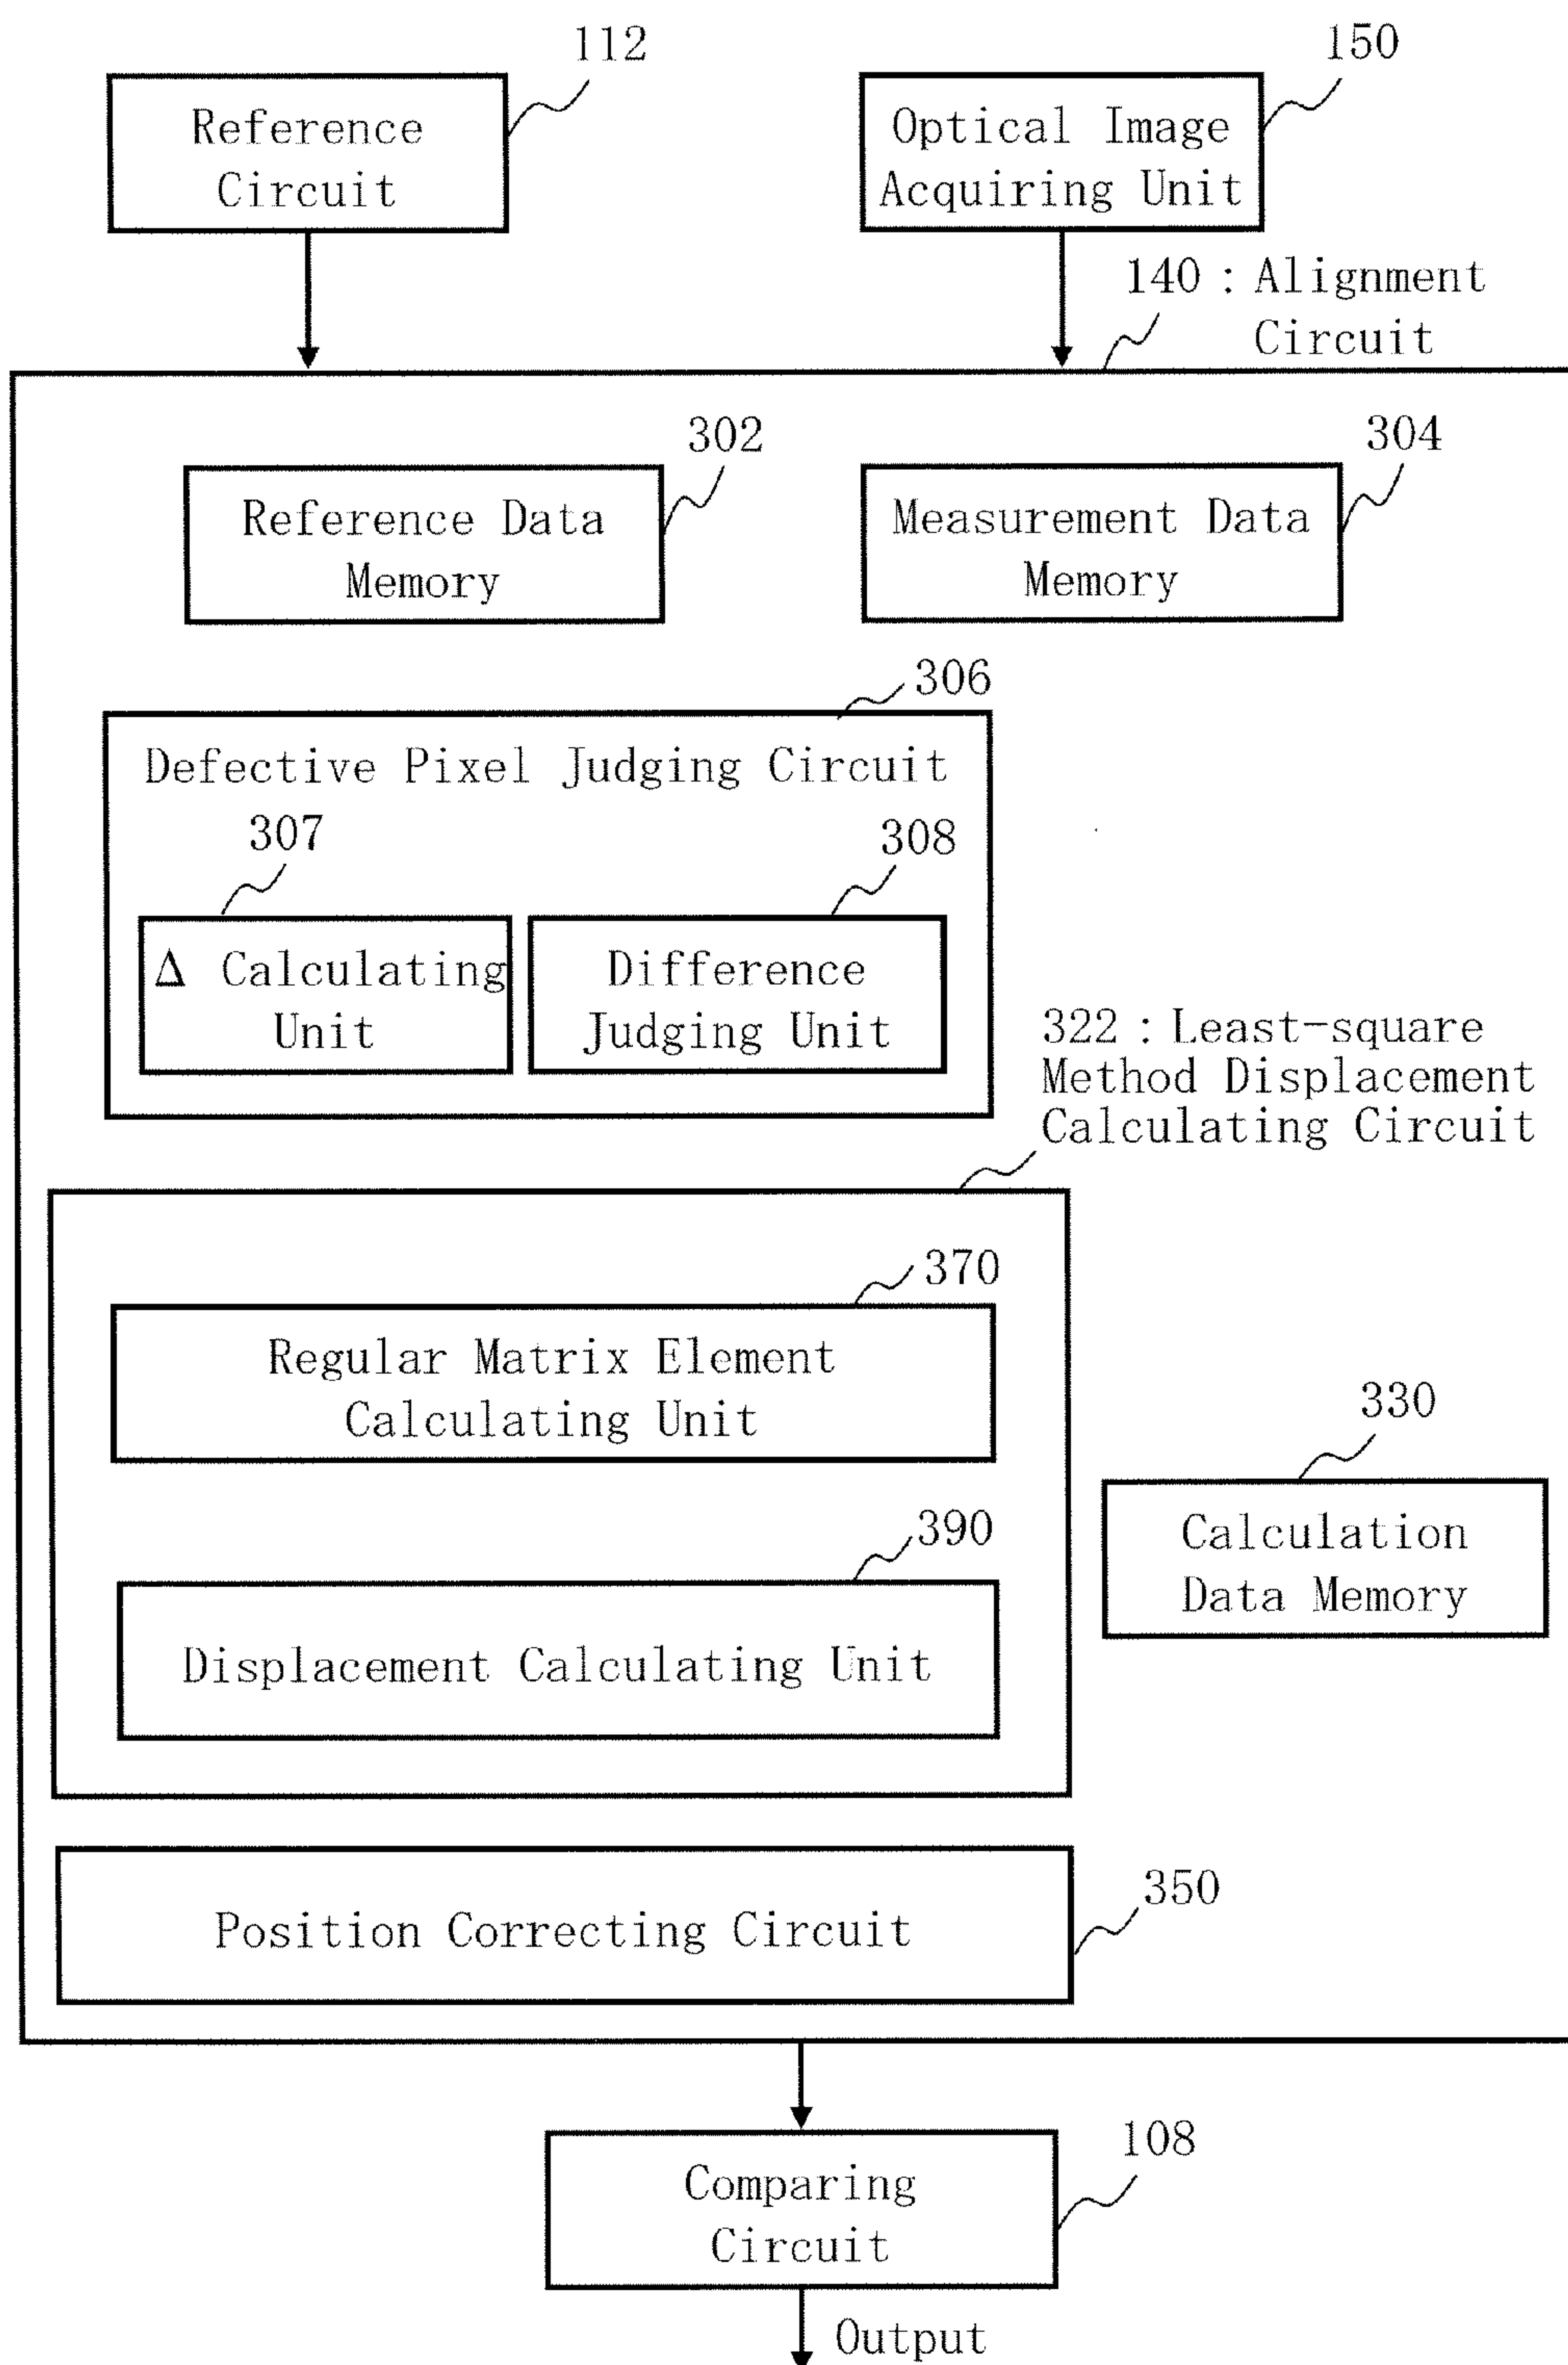 112
150
Reference
Circuit
Optical Image
Acquiring Unit
140 : Alignment
Circuit
302
304
Reference Data
Memory
Measurement Data
Memory
306
Defective Pixel Judging Circuit
307
308
Δ Calculating
Unit
Difference
Judging Unit
322 : Least-square
Method Displacement
Calculating Circuit
370
Regular Matrix Element
Calculating Unit
330
Calculation
Data Memory
390
Displacement Calculating Unit
350
Position Correcting Circuit
108
Comparing
Circuit
Output